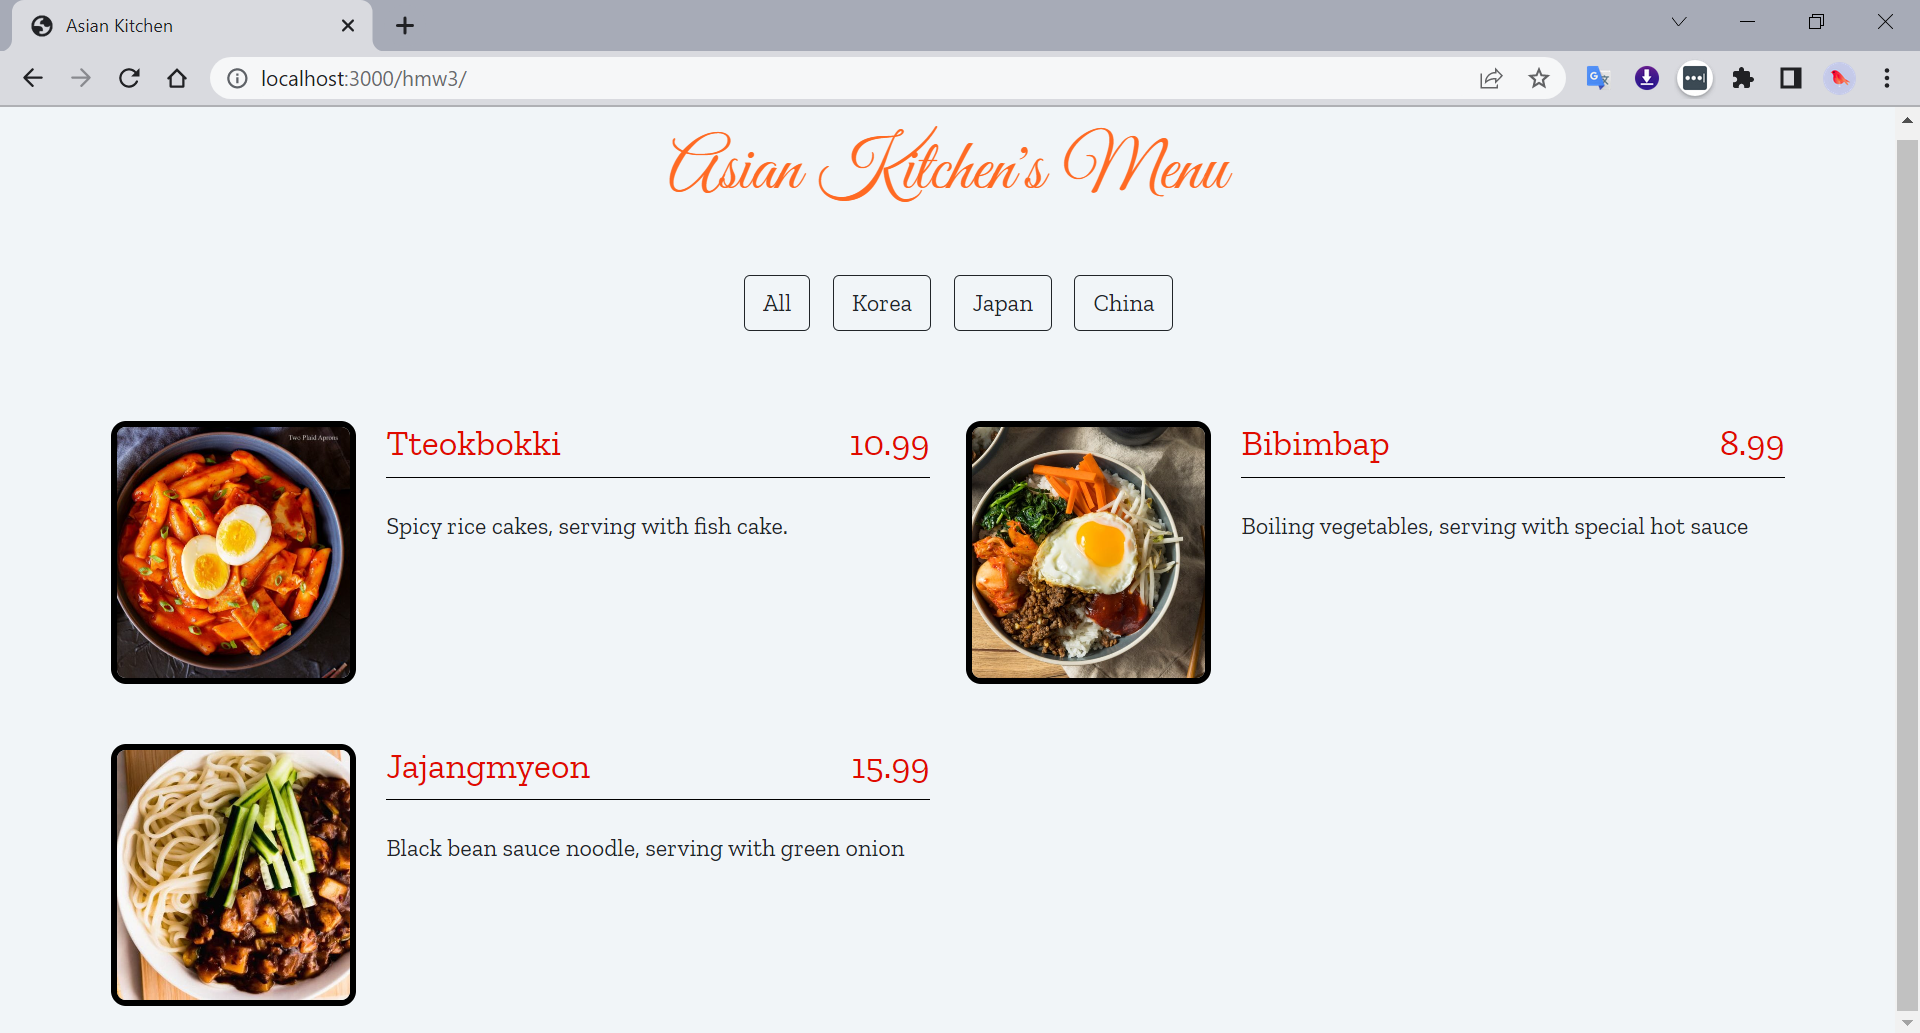 Asian Kitchen
localhost:3000/hmw3/
Asian Kitchen's Menu
All Korea Japan China
Two Plaid Aprons
Tteokbokki 10.99
Spicy rice cakes, serving with fish cake.
Bibimbap 8.99
Boiling vegetables, serving with special hot sauce
Jajangmyeon 15.99
Black bean sauce noodle, serving with green onion